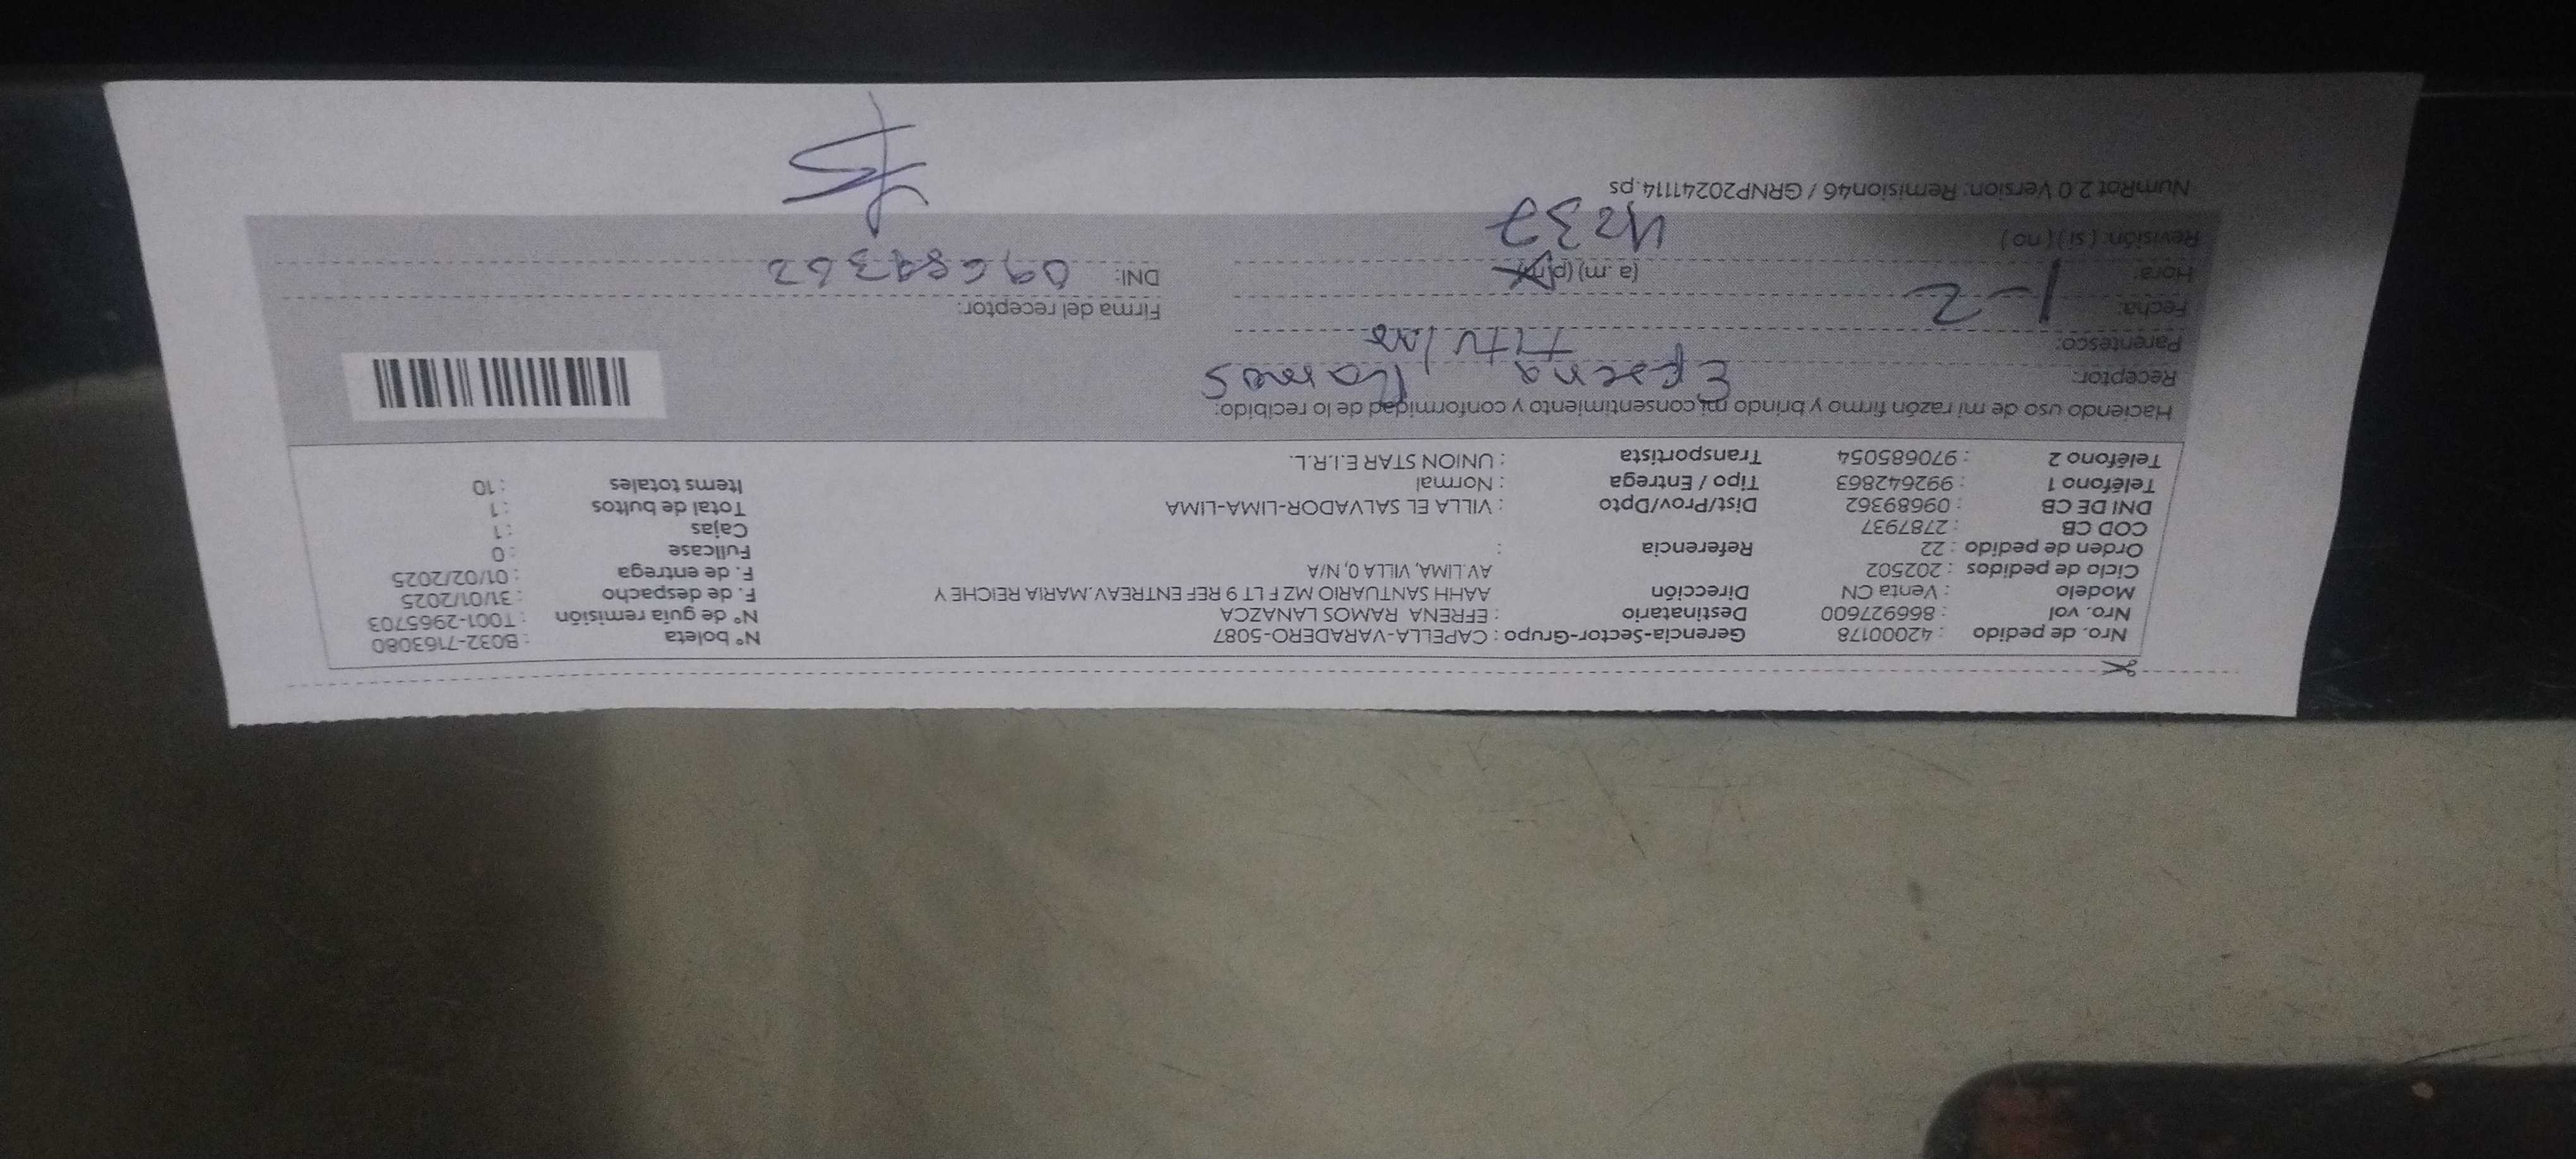 Nro. de pedido : 42000178 Gerencia-Sector-Grupo : CAPELLA-VARADERO-5087 N° boleta : B032-7163080
Nro. vol : 866927600 Destinatario : EFRENA RAMOS LANAZCA N° de guia remisión : T001-2965703
Modelo : Venta CN Dirección AAHH SANTUARIO MZ F LT 9 REF ENTREAV.MARIA REICHE Y F. de despacho : 31/01/2025
Ciclo de pedidos : 202502 AV.LIMA, VILLA 0, N/A F. de entrega : 01/02/2025
Orden de pedido : 22 Referencia : Fullcase : 0
COD CB : 2787937 Cajas : 1
DNI DE CB : 09689362 Dist/Prov/Dpto : VILLA EL SALVADOR-LIMA-LIMA Total de bultos : 1
Teléfono 1 : 992642863 Tipo / Entrega : Normal Items totales : 10
Teléfono 2 : 970685054 Transportista : UNION STAR E.I.R.L.
Haciendo uso de mi razón firmo y brindo mi consentimiento y conformidad de lo recibido:
Receptor: Efrena Ramos
Parentesco: titular
Fecha: 1-2 Firma del receptor:
Hora: (a .m) (p.m) DNI: 09689362
Revisión: ( si ) ( no ) 4237
NumRot 2.0 Version: Remision46 / GRNP20241114.ps